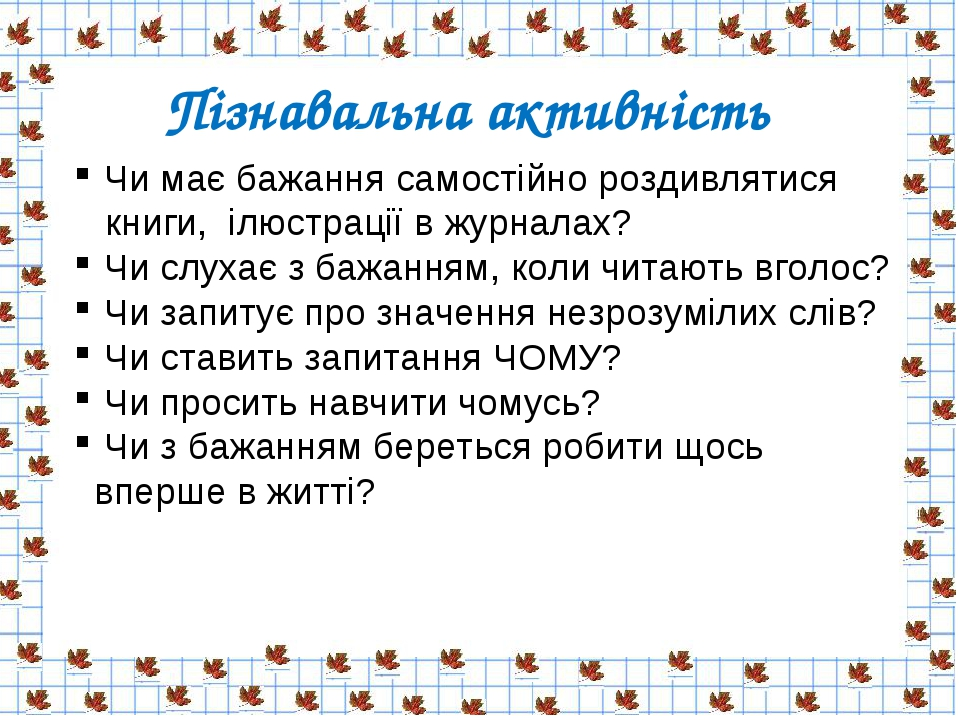 Пізнавальна активність
▪ Чи має бажання самостійно роздивлятися
книги, ілюстрації в журналах?
▪ Чи слухає з бажанням, коли читають вголос?
▪ Чи запитує про значення незрозумілих слів?
▪ Чи ставить запитання ЧОМУ?
▪ Чи просить навчити чомусь?
▪ Чи з бажанням береться робити щось
вперше в житті?